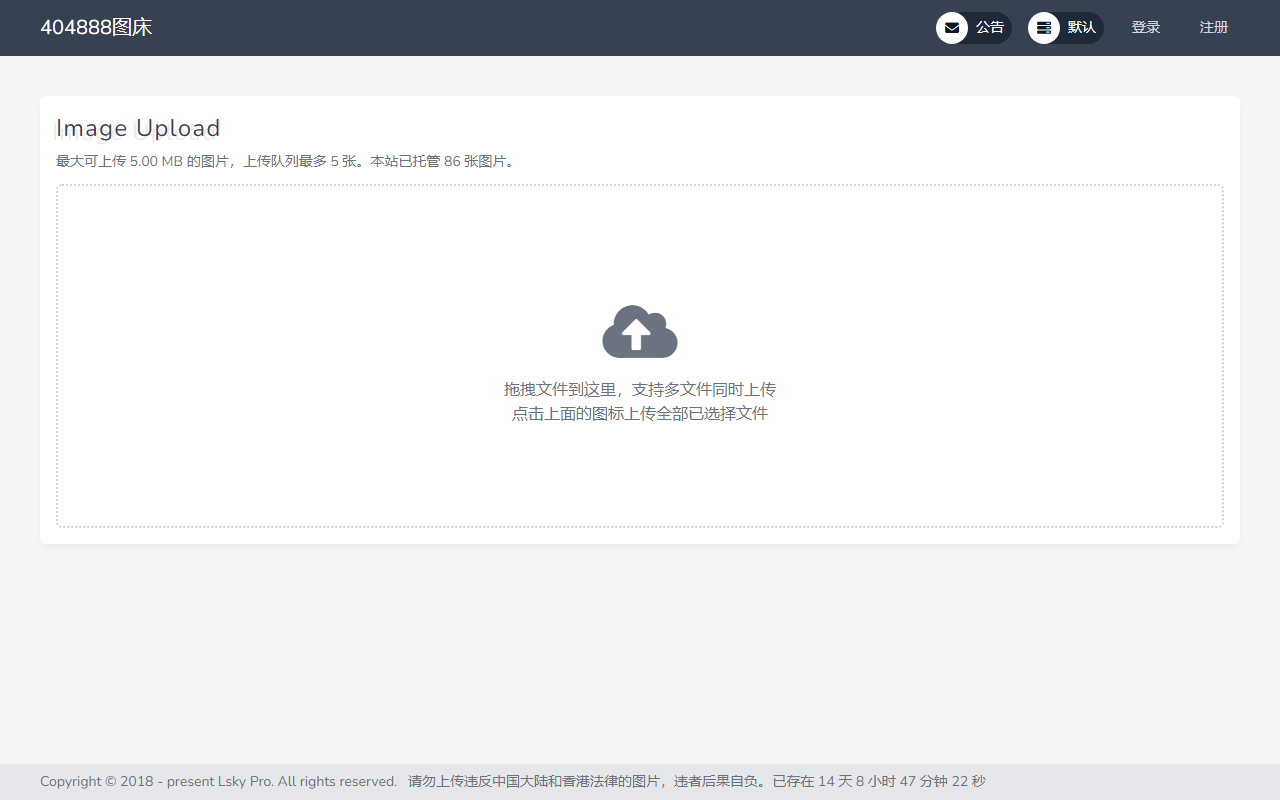 404888图床
公告
默认
登录
注册
Image Upload
最大可上传 5.00 MB 的图片，上传队列最多 5 张。本站已托管 86 张图片。
拖拽文件到这里，支持多文件同时上传
点击上面的图标上传全部已选择文件
Copyright © 2018 - present Lsky Pro. All rights reserved. 请勿上传违反中国大陆和香港法律的图片，违者后果自负。已存在 14 天 8 小时 47 分钟 22 秒